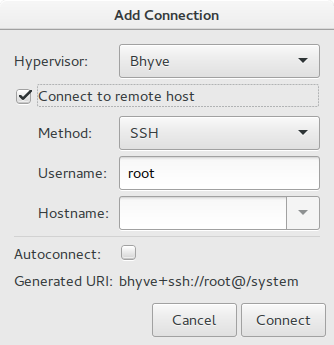 Add Connection
Hypervisor: Bhyve
Connect to remote host
Method: SSH
Username: root
Hostname:
Autoconnect:
Generated URI: bhyve+ssh://root@/system
Cancel Connect